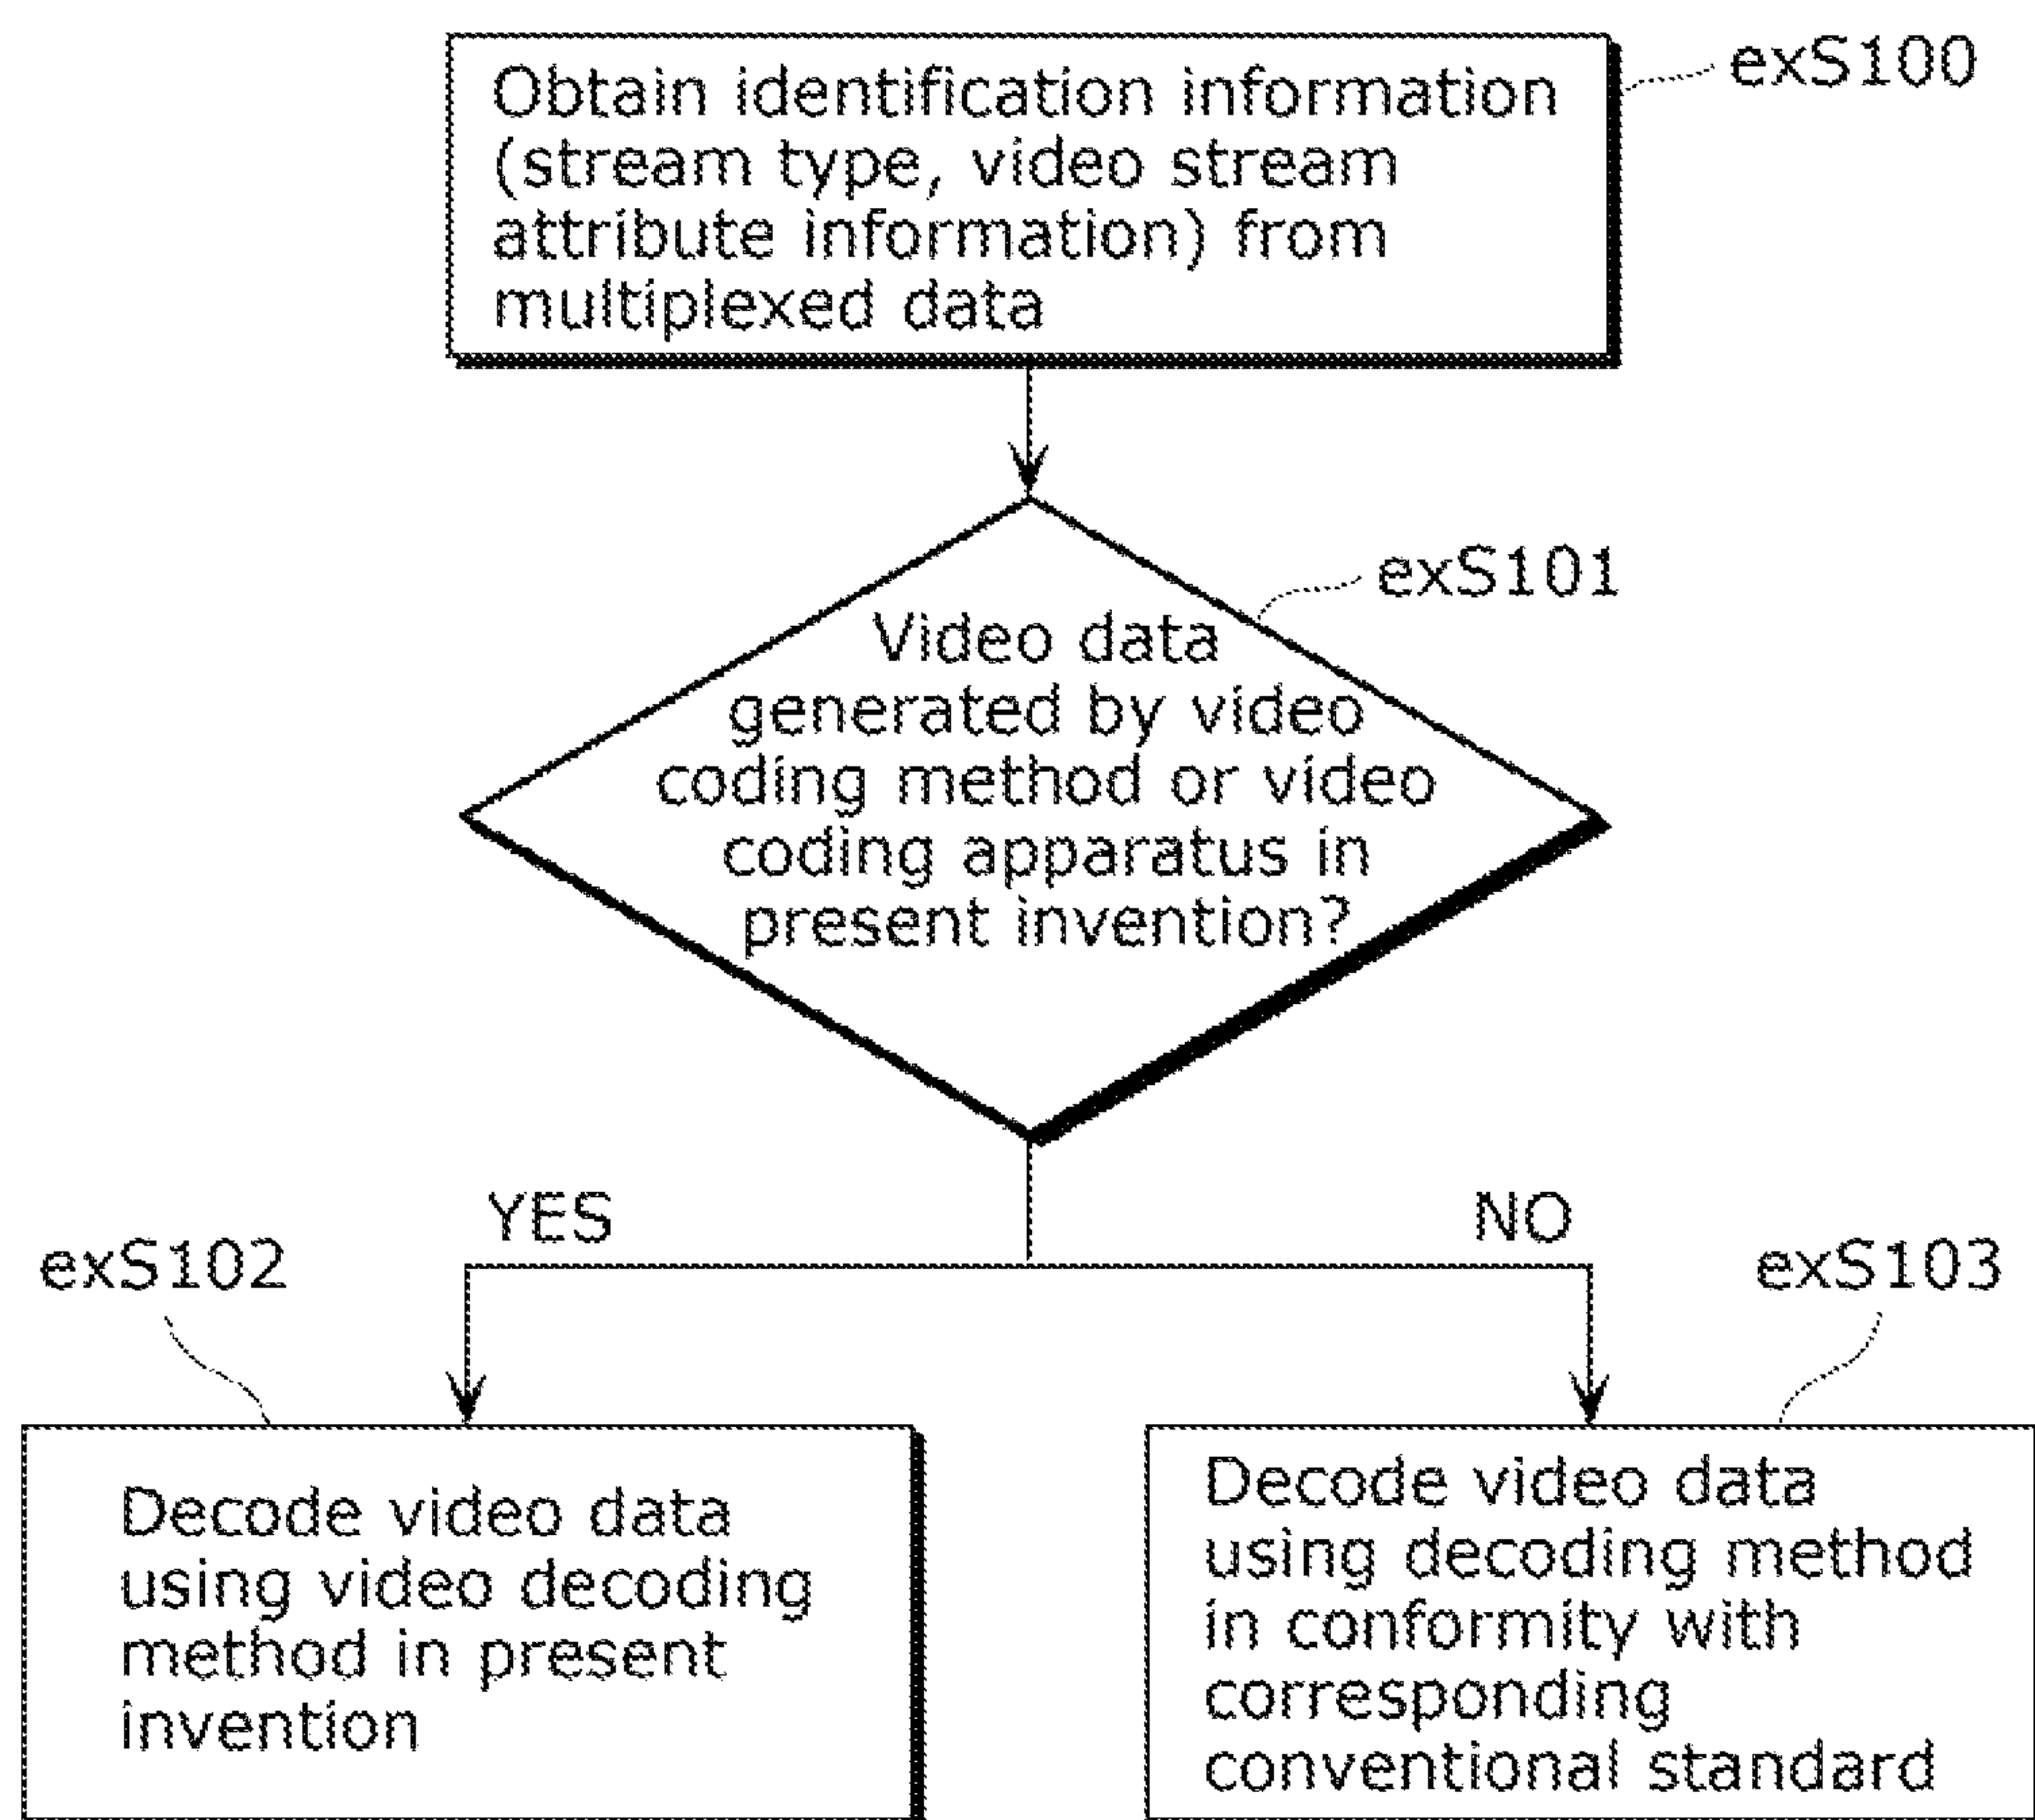 Obtain identification information
(stream type, video stream
attribute information) from
multiplexed data
exS100
exS101
Video data
generated by video
coding method or video
coding apparatus in
present invention?
YES
NO
exS102
exS103
Decode video data
using video decoding
method in present
invention
Decode video data
using decoding method
in conformity with
corresponding
conventional standard